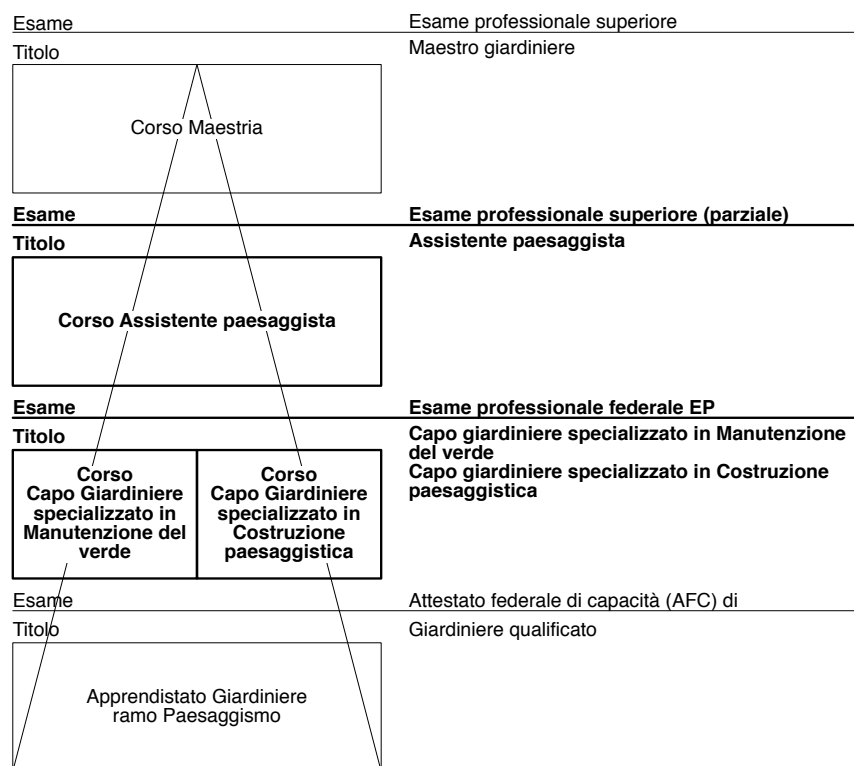 Esame Esame professionale superiore
Titolo Maestro giardiniere
Corso Maestria
Esame Esame professionale superiore (parziale)
Titolo Assistente paesaggista
Corso Assistente paesaggista
Esame Esame professionale federale EP
Titolo Capo giardiniere specializzato in Manutenzione
del verde
Capo giardiniere specializzato in Costruzione
paesaggistica
Corso
Capo Giardiniere
specializzato in
Manutenzione del
verde
Corso
Capo Giardiniere
specializzato in
Costruzione
paesaggistica
Esame Attestato federale di capacità (AFC) di
Titolo Giardiniere qualificato
Apprendistato Giardiniere
ramo Paesaggismo